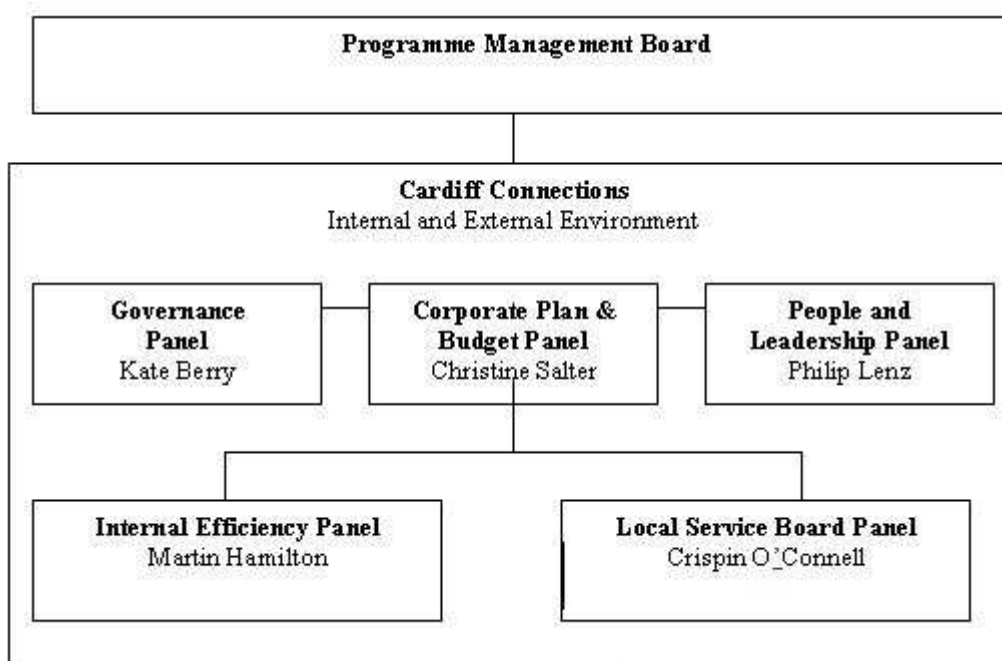 Programme Management Board
Cardiff Connections
Internal and External Environment
Governance
Panel
Kate Berry
Corporate Plan &
Budget Panel
Christine Salter
People and
Leadership Panel
Philip Lenz
Internal Efficiency Panel
Martin Hamilton
Local Service Board Panel
Crispin O'Connell